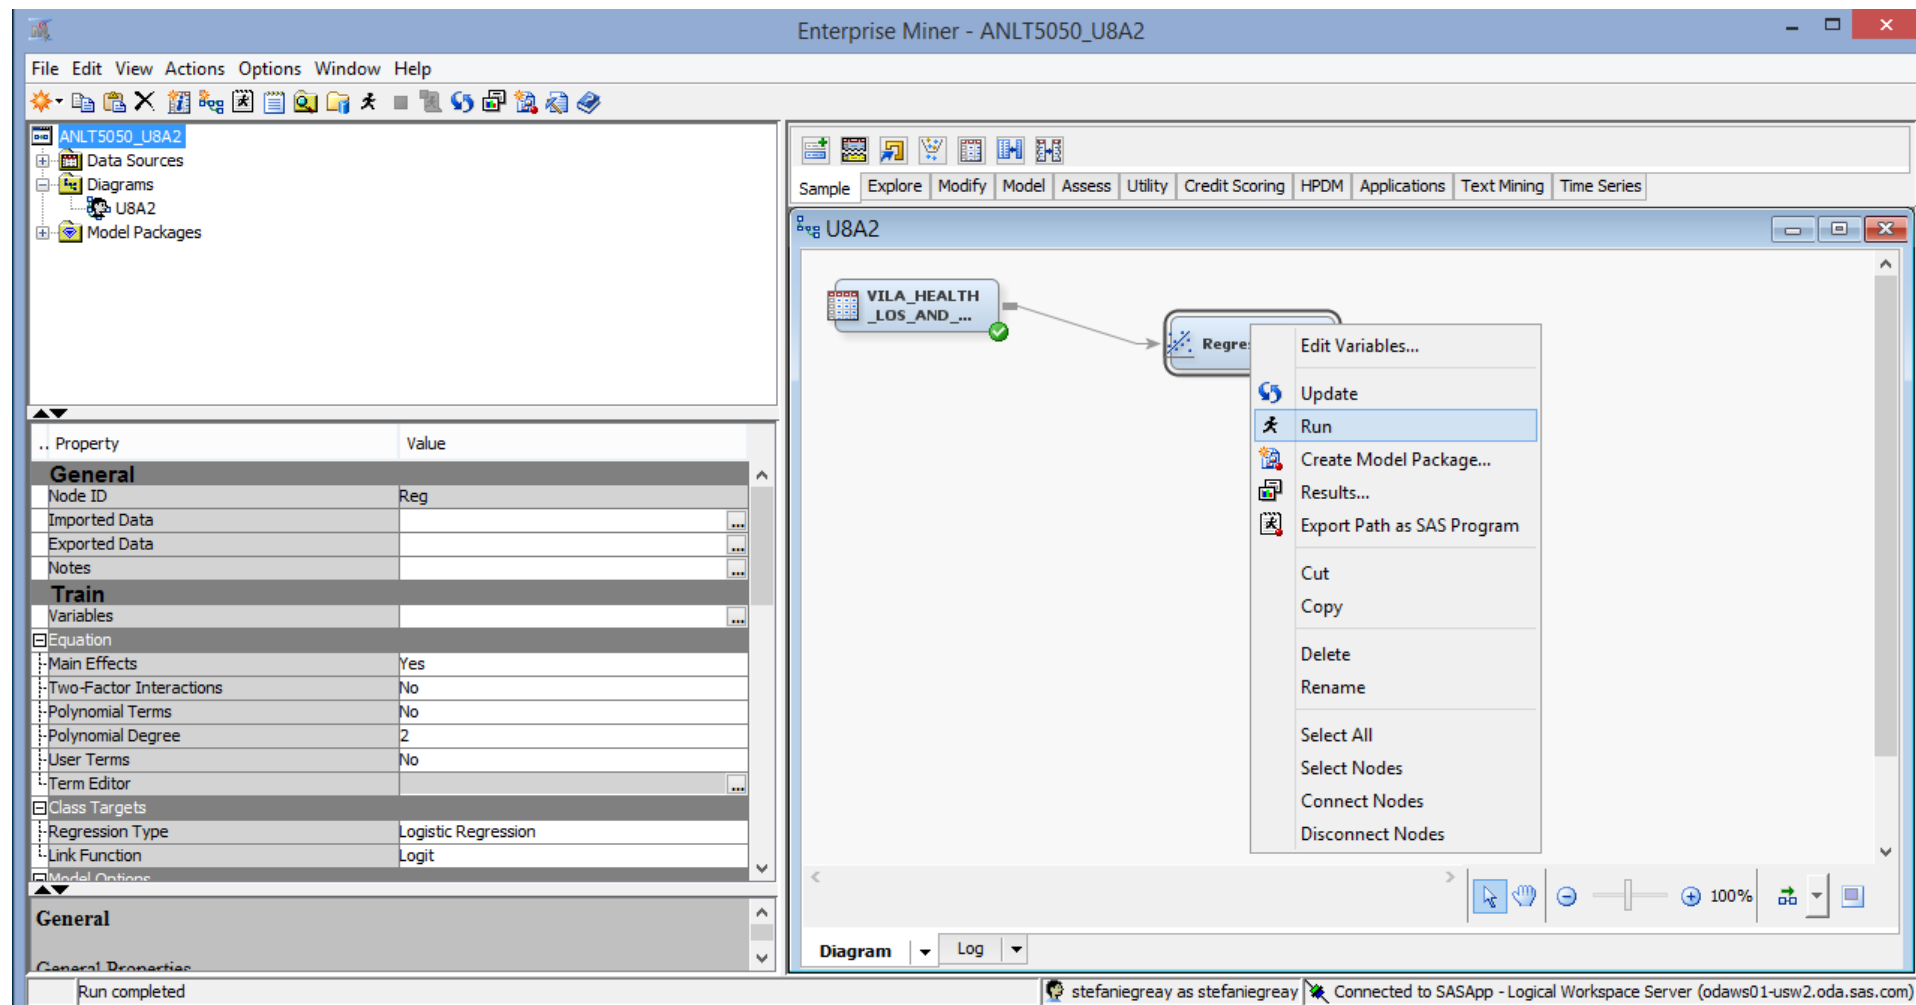 Enterprise Miner - ANLT5050_U8A2
File Edit View Actions Options Window Help
ANLT5050_U8A2
Data Sources
Diagrams
U8A2
Model Packages
Sample Explore Modify Model Assess Utility Credit Scoring HPDM Applications Text Mining Time Series
U8A2
VILA_HEALTH
_LOS_AND_...
Regre
Edit Variables...
Update
Run
Create Model Package...
Results...
Export Path as SAS Program
Cut
Copy
Delete
Rename
Select All
Select Nodes
Connect Nodes
Disconnect Nodes
.. Property Value
General
Node ID Reg
Imported Data ...
Exported Data ...
Notes ...
Train
Variables ...
Equation
Main Effects Yes
Two-Factor Interactions No
Polynomial Terms No
Polynomial Degree 2
User Terms No
Term Editor ...
Class Targets
Regression Type Logistic Regression
Link Function Logit
Model Options
General
General Properties
100%
Diagram Log
Run completed
stefaniegreay as stefaniegreay Connected to SASApp - Logical Workspace Server (odaws01-usw2.oda.sas.com)